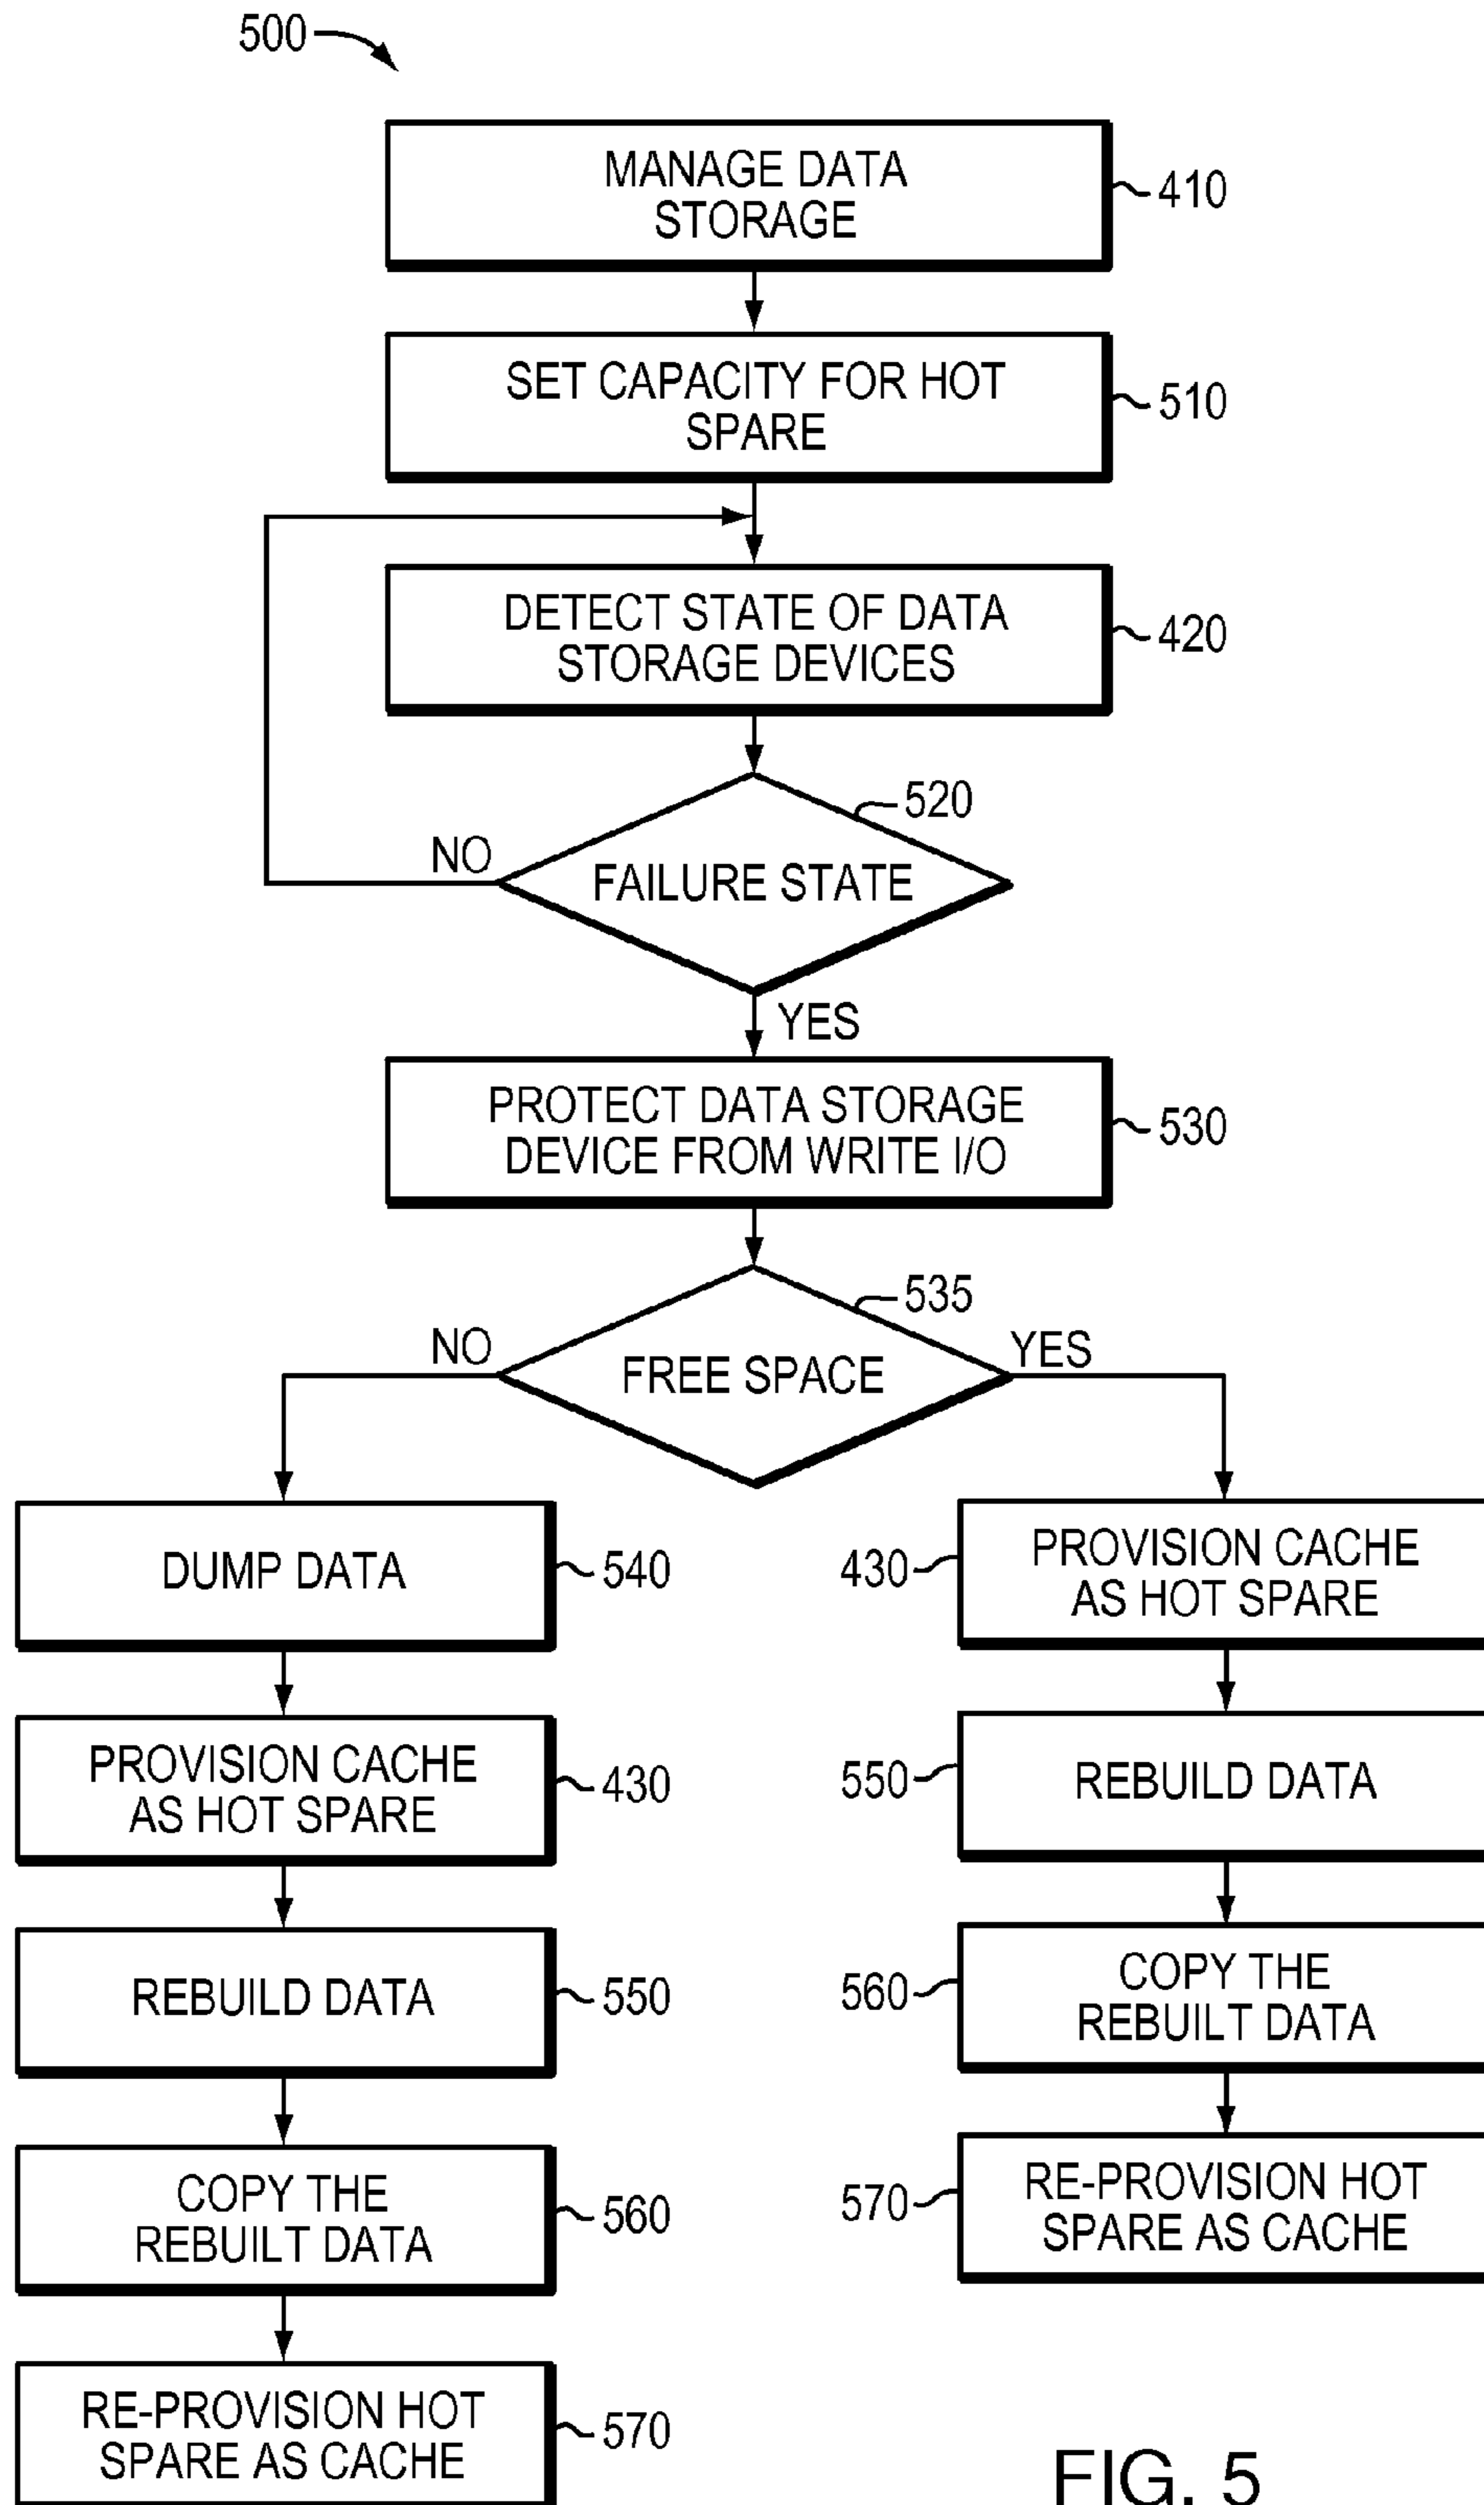 500
MANAGE DATA
STORAGE
410
SET CAPACITY FOR HOT
SPARE
510
DETECT STATE OF DATA
STORAGE DEVICES
420
520
NO
FAILURE STATE
YES
PROTECT DATA STORAGE
DEVICE FROM WRITE I/O
530
535
NO
FREE SPACE
YES
DUMP DATA
540
PROVISION CACHE
AS HOT SPARE
430
REBUILD DATA
550
COPY THE
REBUILT DATA
560
RE-PROVISION HOT
SPARE AS CACHE
570
430
PROVISION CACHE
AS HOT SPARE
550
REBUILD DATA
560
COPY THE
REBUILT DATA
570
RE-PROVISION HOT
SPARE AS CACHE
FIG. 5